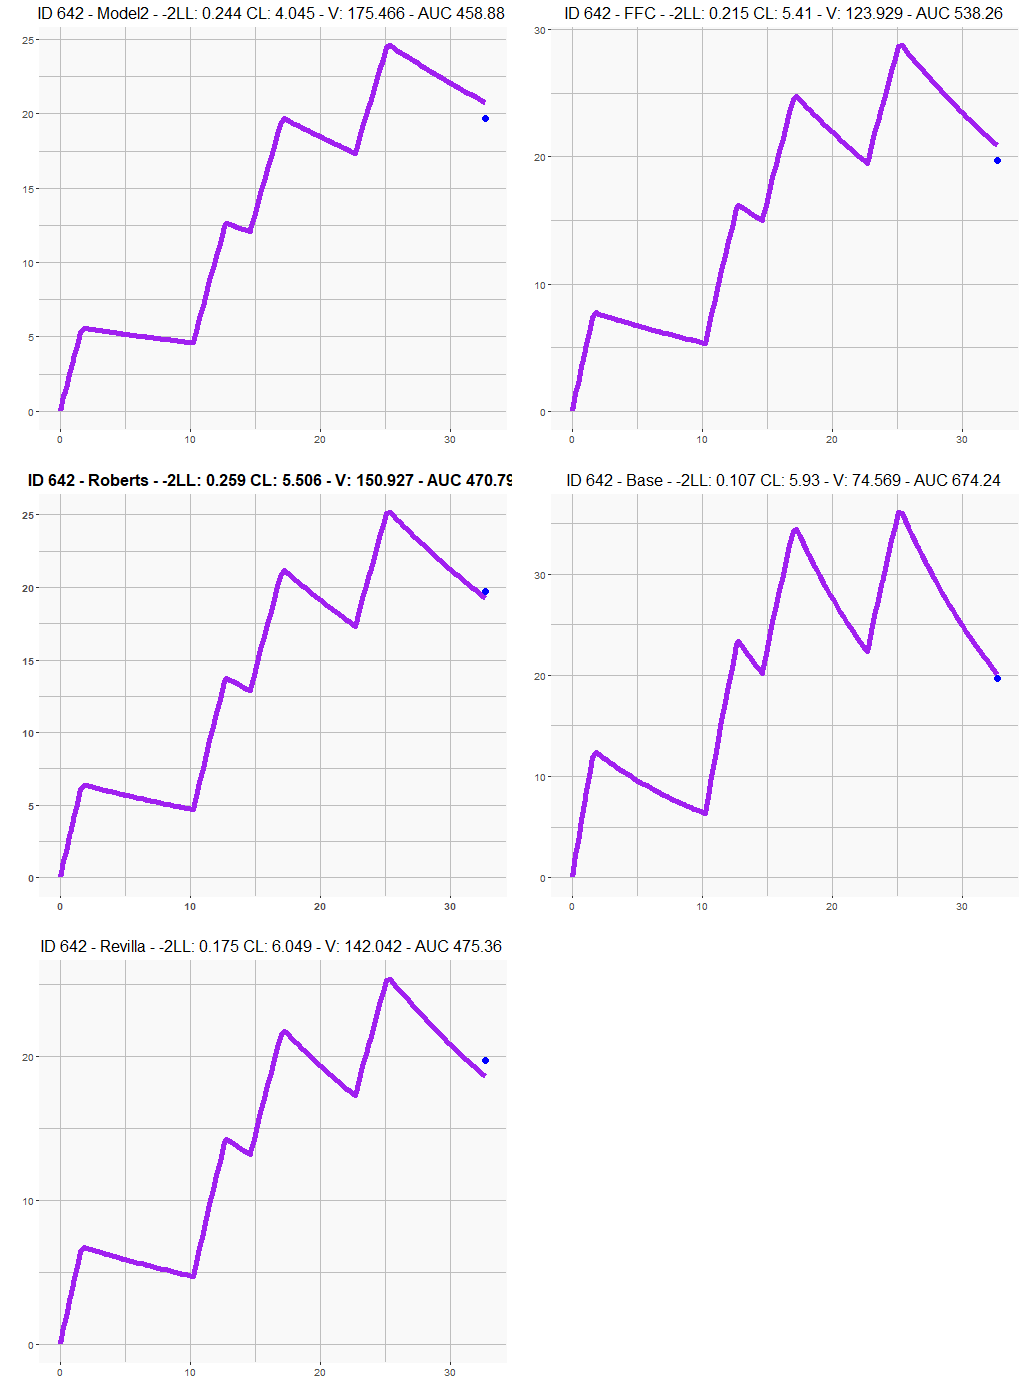 ID 642 - Model2 - -2LL: 0.244 CL: 4.045 - V: 175.466 - AUC 458.88
25
20
15
10
5
0
0 10 20 30
ID 642 - FFC - -2LL: 0.215 CL: 5.41 - V: 123.929 - AUC 538.26
30
20
10
0
0 10 20 30
ID 642 - Roberts - -2LL: 0.259 CL: 5.506 - V: 150.927 - AUC 470.79
25
20
15
10
5
0
0 10 20 30
ID 642 - Base - -2LL: 0.107 CL: 5.93 - V: 74.569 - AUC 674.24
30
20
10
0
0 10 20 30
ID 642 - Revilla - -2LL: 0.175 CL: 6.049 - V: 142.042 - AUC 475.36
20
10
0
0 10 20 30